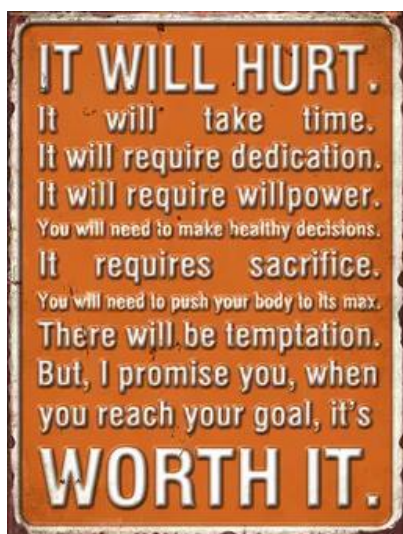 IT WILL HURT.
It will take time.
It will require dedication.
It will require willpower.
You will need to make healthy decisions.
It requires sacrifice.
You will need to push your body to its max.
There will be temptation.
But, I promise you, when
you reach your goal, it's
WORTH IT.